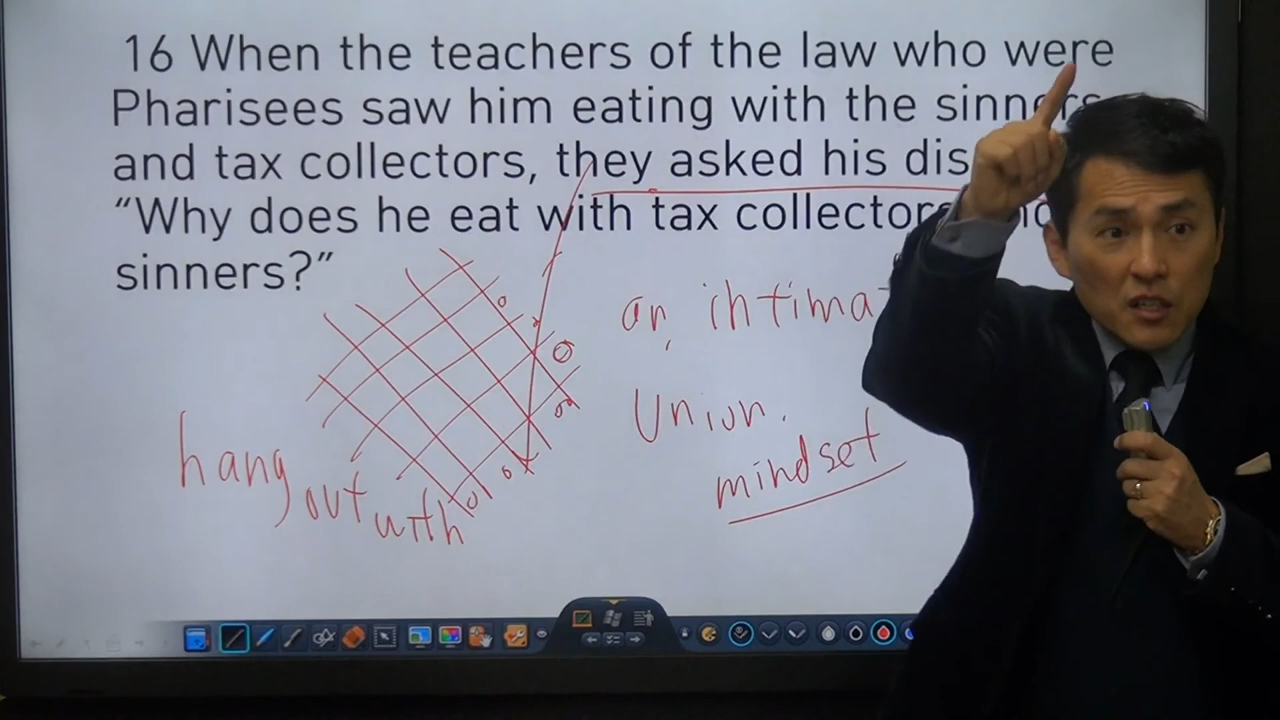 16 When the teachers of the law who were
Pharisees saw him eating with the sinners
and tax collectors, they asked his dis
“Why does he eat with tax collectors
sinners?”
an intima
Union.
mindset
hang out with